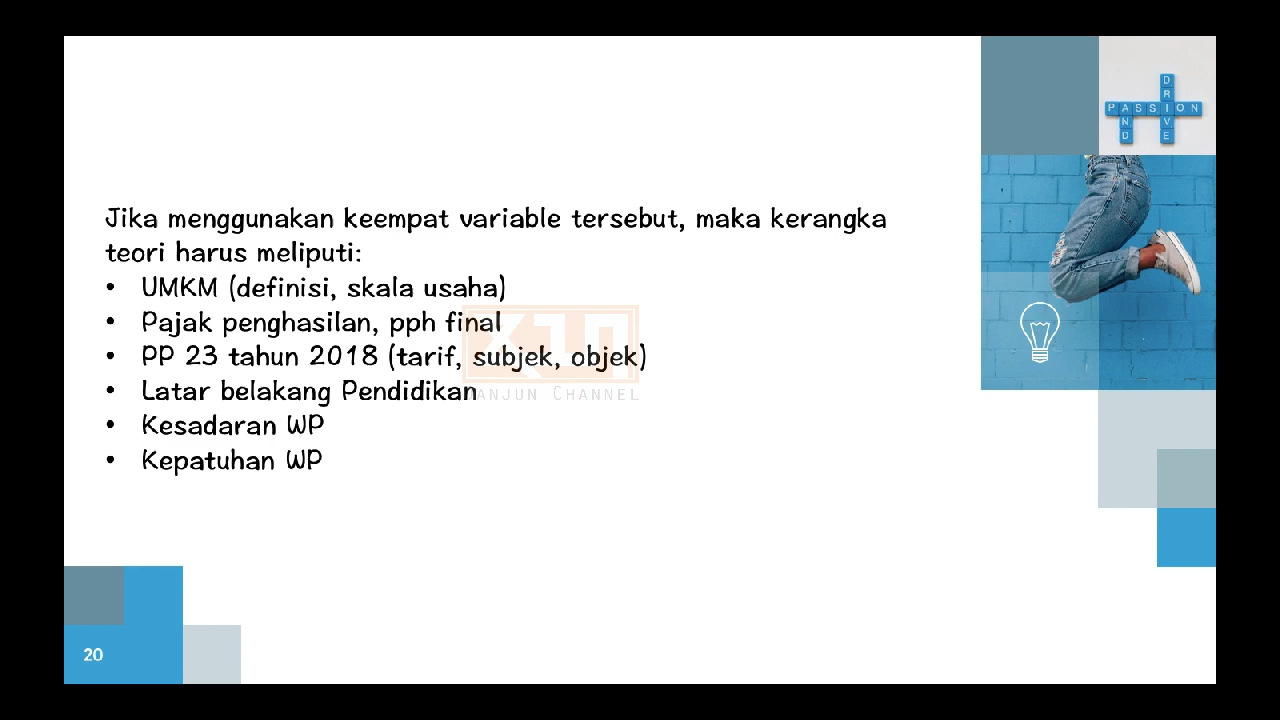 Jika menggunakan keempat variable tersebut, maka kerangka
teori harus meliputi:
• UMKM (definisi, skala usaha)
• Pajak penghasilan, pph final
• PP 23 tahun 2018 (tarif, subjek, objek)
• Latar belakang Pendidikan
• Kesadaran WP
• Kepatuhan WP
PASSION
AND
DRIVE
CHANNEL
20